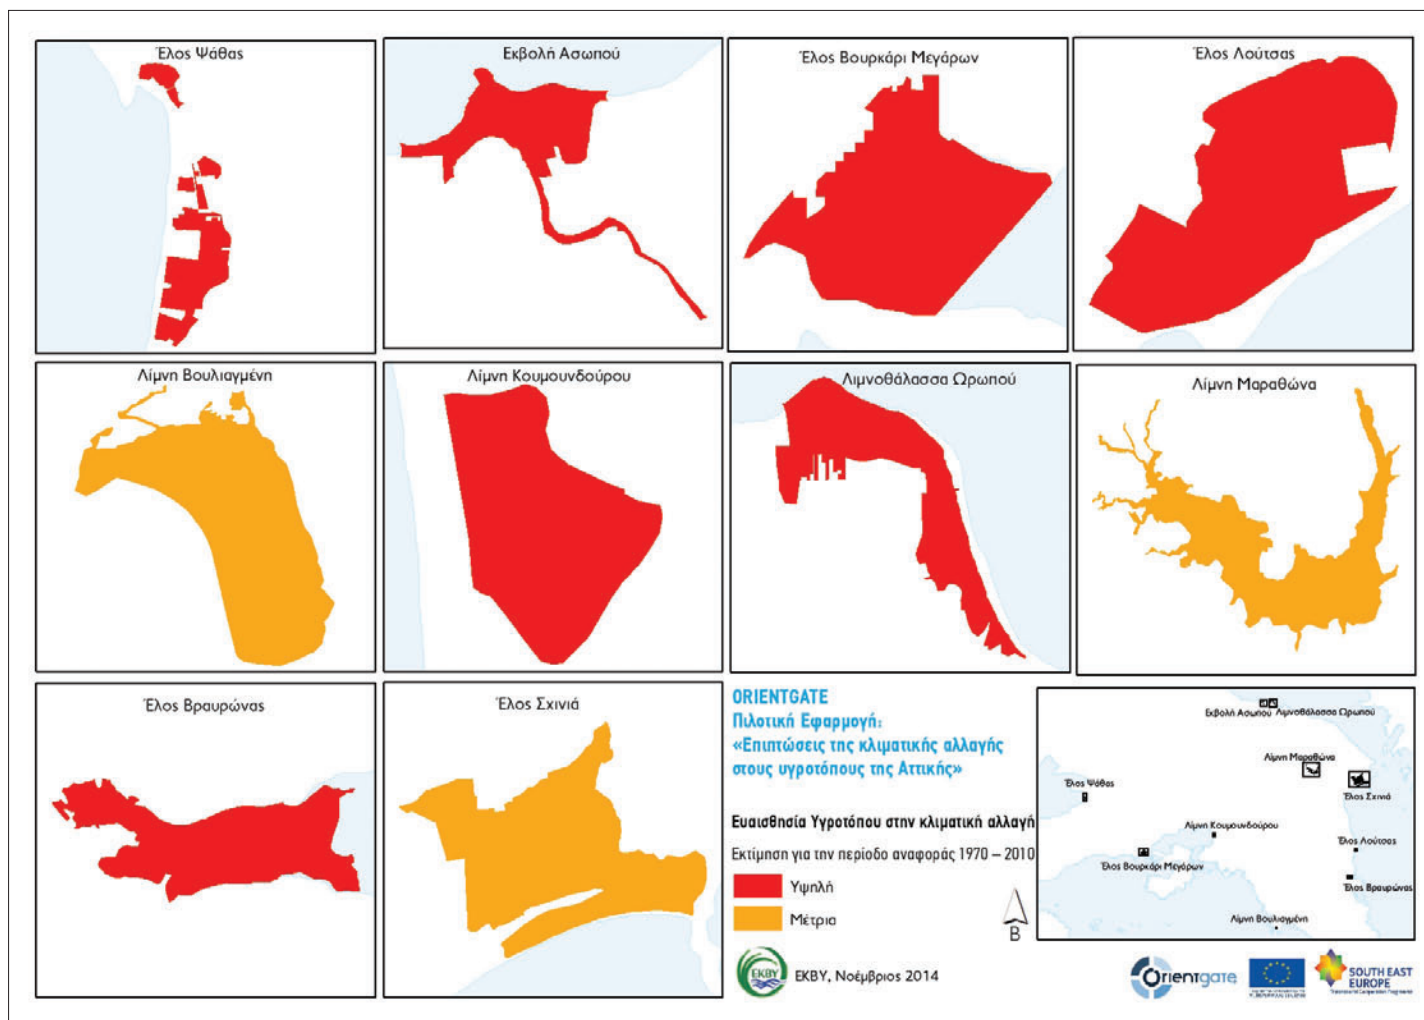 Έλος Ψάθας
Εκβολή Ασωπού
Έλος Βουρκάρι Μεγάρων
Έλος Λούτσας
Λίμνη Βουλιαγμένη
Λίμνη Κουμουνδούρου
Λιμνοθάλασσα Ωρωπού
Λίμνη Μαραθώνα
Έλος Βραυρώνας
Έλος Σχινιά
ORIENTGATE
Πιλοτική Εφαρμογή:
«Επιπτώσεις της κλιματικής αλλαγής
στους υγροτόπους της Αττικής»
Ευαισθησία Υγροτόπου στην κλιματική αλλαγή
Εκτίμηση για την περίοδο αναφοράς 1970 – 2010
Υψηλή
Μέτρια
Β
ΕΚΒΥ
ΕΚΒΥ, Νοέμβριος 2014
Εκβολή Ασωπού
Λιμνοθάλασσα Ωρωπού
Λίμνη Μαραθώνα
Έλος Ψάθας
Έλος Σχινιά
Λίμνη Κουμουνδούρου
Έλος Λούτσας
Έλος Βουρκάρι Μεγάρων
Έλος Βραυρώνας
Λίμνη Βουλιαγμένη
Orientgate
SOUTH EAST
EUROPE